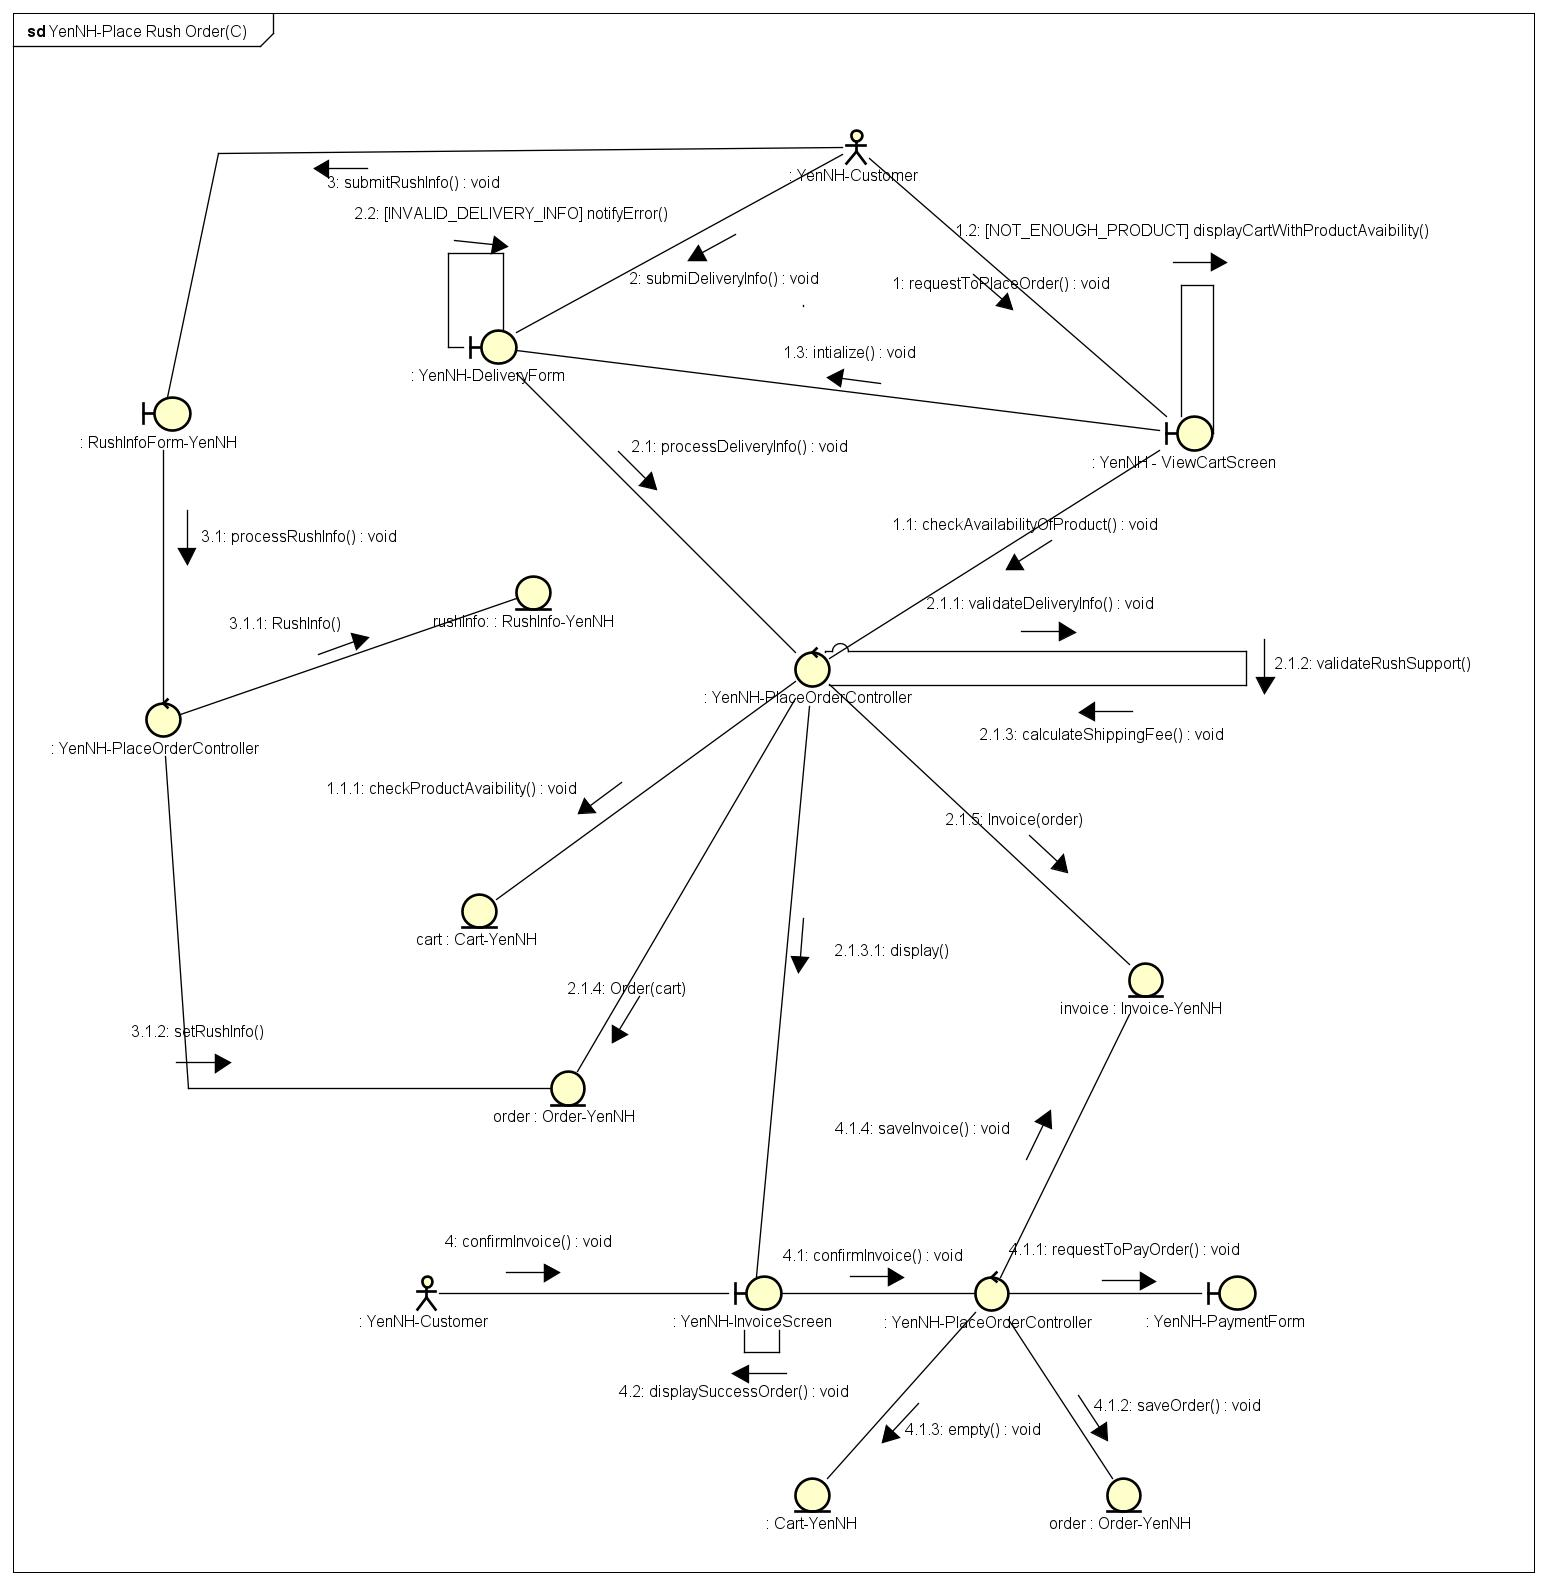 sd YenNH-Place Rush Order(C)
: YenNH-Customer
3: submitRushInfo() : void
2.2: [INVALID_DELIVERY_INFO] notifyError()
1.2: [NOT_ENOUGH_PRODUCT] displayCartWithProductAvaibility()
2: submiDeliveryInfo() : void
1: requestToPlaceOrder() : void
1.3: intialize() : void
: YenNH-DeliveryForm
: RushInfoForm-YenNH
2.1: processDeliveryInfo() : void
: YenNH - ViewCartScreen
3.1: processRushInfo() : void
1.1: checkAvailabilityOfProduct() : void
2.1.1: validateDeliveryInfo() : void
3.1.1: RushInfo()
rushInfo: : RushInfo-YenNH
2.1.2: validateRushSupport()
: YenNH-PlaceOrderController
2.1.3: calculateShippingFee() : void
: YenNH-PlaceOrderController
1.1.1: checkProductAvaibility() : void
2.1.5: Invoice(order)
cart : Cart-YenNH
2.1.3.1: display()
2.1.4: Order(cart)
invoice : Invoice-YenNH
3.1.2: setRushInfo()
order : Order-YenNH
4.1.4: saveInvoice() : void
4: confirmInvoice() : void
4.1: confirmInvoice() : void
4.1.1: requestToPayOrder() : void
: YenNH-Customer
: YenNH-InvoiceScreen
: YenNH-PlaceOrderController
: YenNH-PaymentForm
4.2: displaySuccessOrder() : void
4.1.2: saveOrder() : void
4.1.3: empty() : void
: Cart-YenNH
order : Order-YenNH